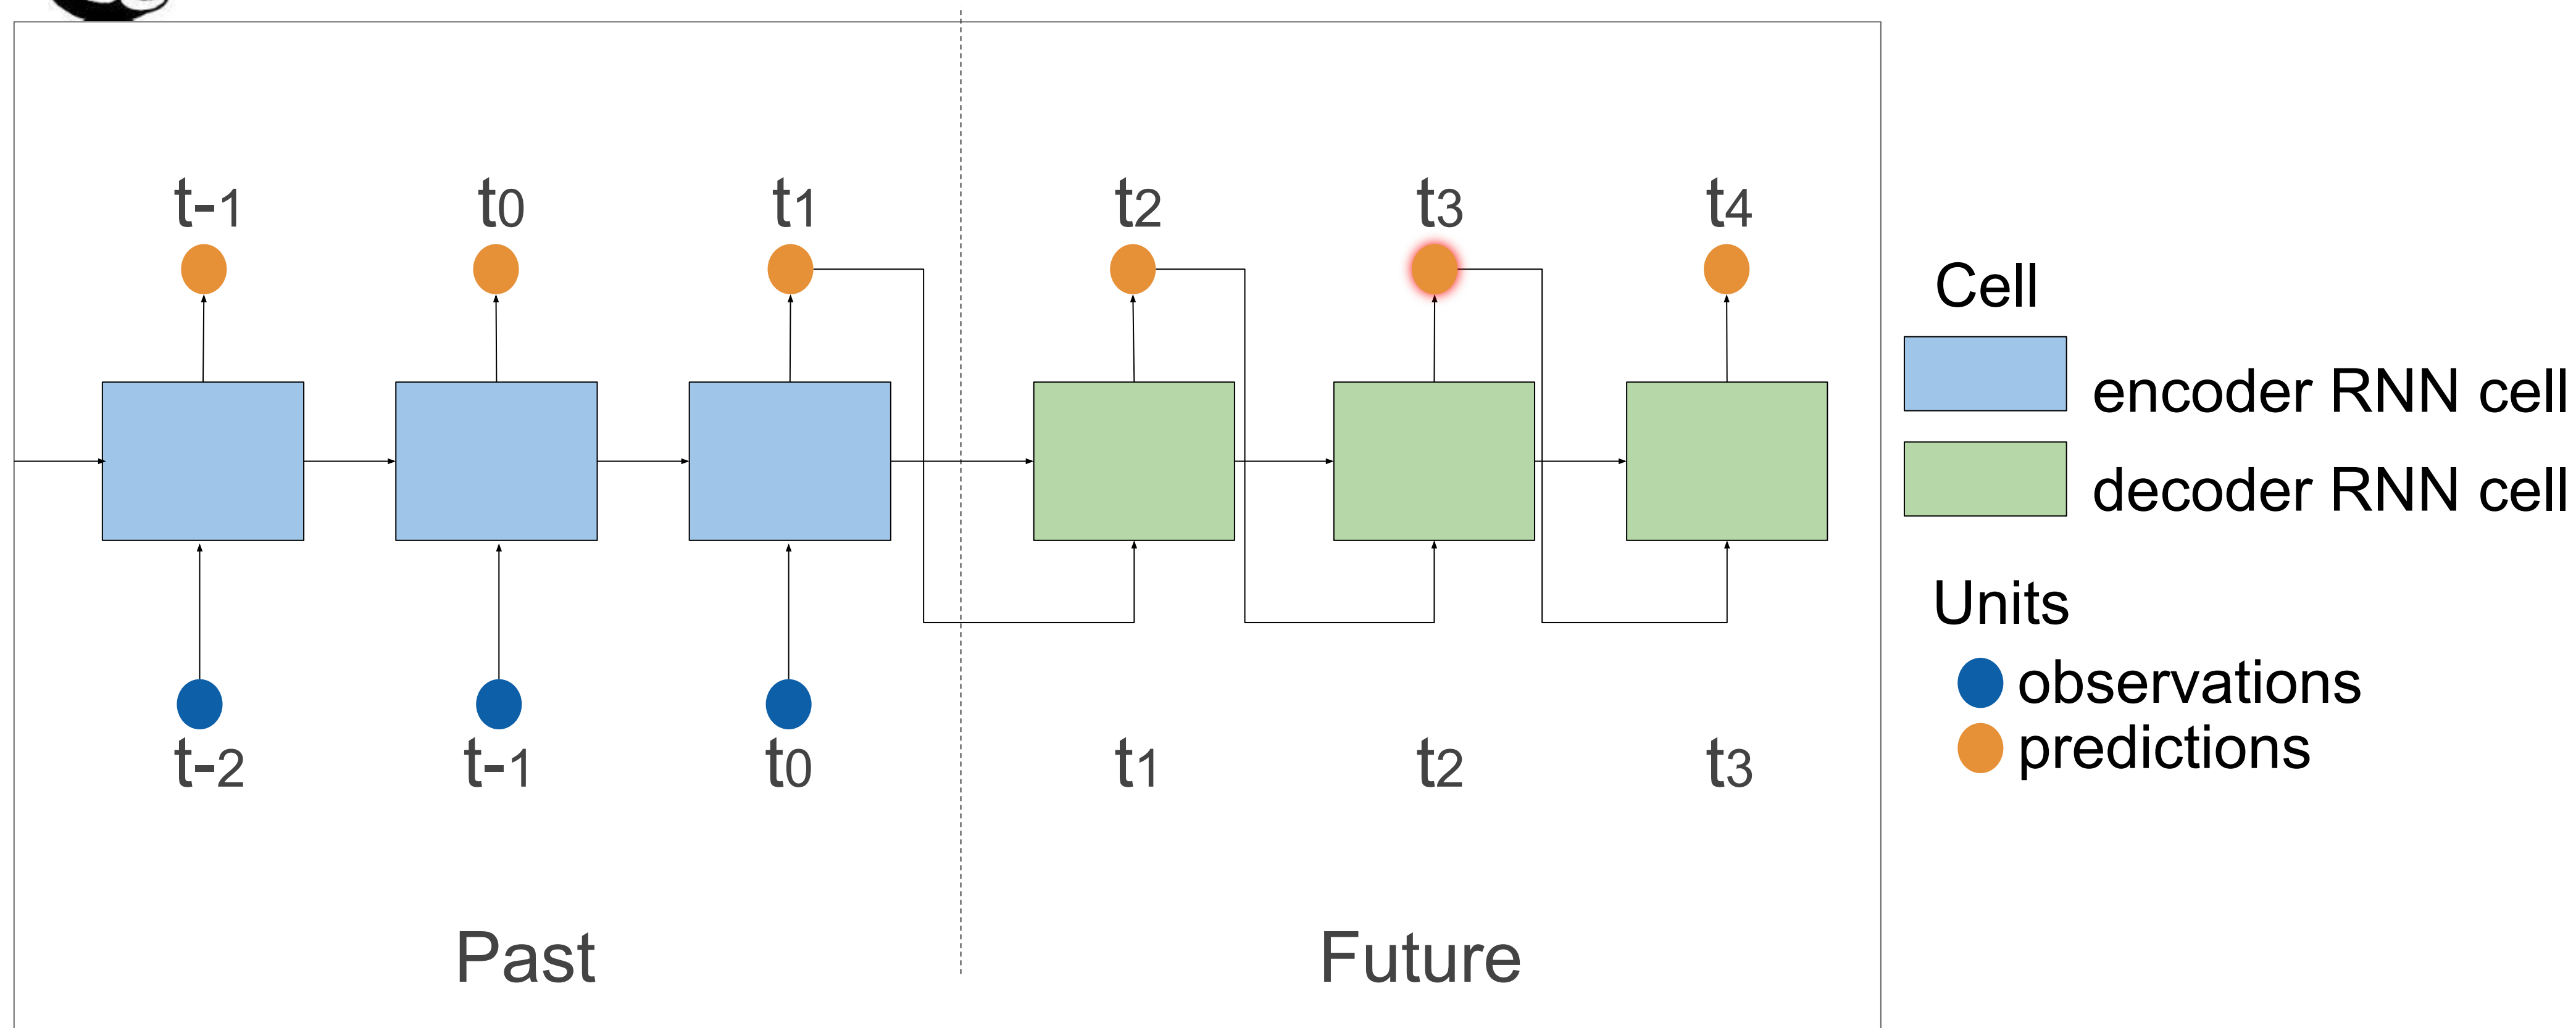 t-1 t0 t1 t2 t3 t4
Cell
encoder RNN cell
decoder RNN cell
Units
observations
predictions
t-2 t-1 t0 t1 t2 t3
Past Future